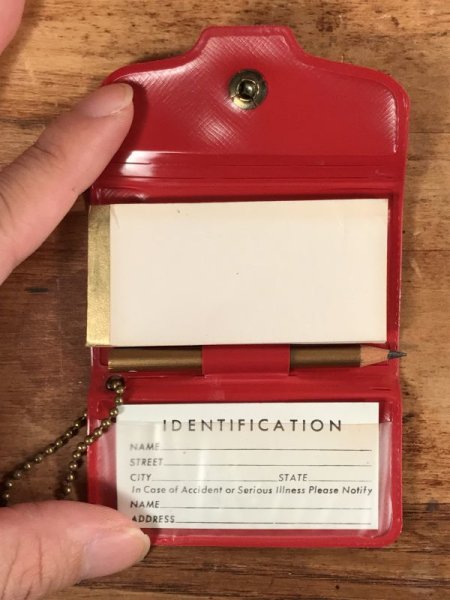 IDENTIFICATION
NAME
STREET
CITY STATE
In Case of Accident or Serious Illness Please Notify
NAME
ADDRESS